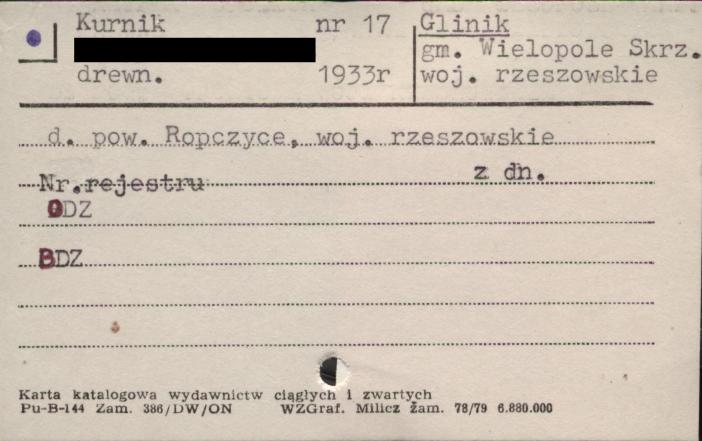 Kurnik nr 17 Glinik
gm. Wielopole Skrz.
drewn. 1933r woj. rzeszowskie
d. pow. Ropczyce, woj. rzeszowskie
Nr. rejestru z dn.
ODZ
BDZ
Karta katalogowa wydawnictw ciągłych i zwartych
Pu-B-144 Zam. 386/DW/ON WZGraf. Milicz żam. 78/79 6.880.000